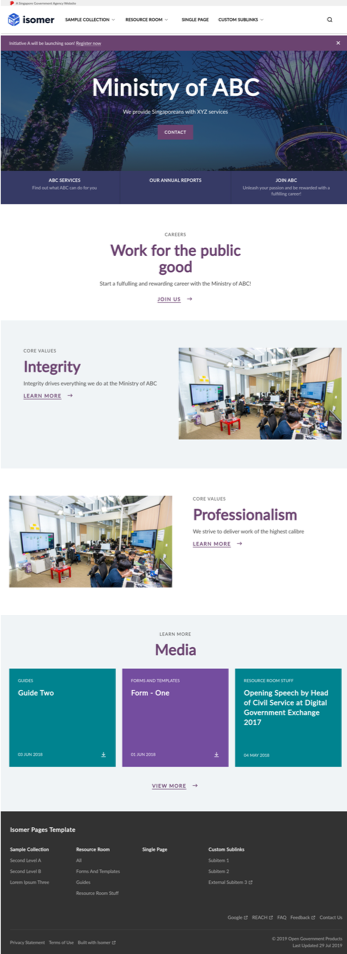 A Singapore Government Agency Website
isomer
SAMPLE COLLECTION
RESOURCE ROOM
SINGLE PAGE
CUSTOM SUBLINKS
Initiative A will be launching soon! Register now
Ministry of ABC
We provide Singaporeans with XYZ services
CONTACT
ABC SERVICES
Find out what ABC can do for you
OUR ANNUAL REPORTS
JOIN ABC
Unleash your passion and be rewarded with a
fulfilling career!
CAREERS
Work for the public
good
Start a fulfulling and rewarding career with the Ministry of ABC!
JOIN US
CORE VALUES
Integrity
Integrity drives everything we do at the Ministry of ABC
LEARN MORE
CORE VALUES
Professionalism
We strive to deliver work of the highest calibre
LEARN MORE
LEARN MORE
Media
GUIDES
Guide Two
03 JUN 2018
FORMS AND TEMPLATES
Form - One
01 JUN 2018
RESOURCE ROOM STUFF
Opening Speech by Head
of Civil Service at Digital
Government Exchange
2017
04 MAY 2018
VIEW MORE
Isomer Pages Template
Sample Collection
Second Level A
Second Level B
Lorem Ipsum Three
Resource Room
All
Forms And Templates
Guides
Resource Room Stuff
Single Page
Custom Sublinks
Subitem 1
Subitem 2
External Subitem 3
Google
REACH
FAQ
Feedback
Contact Us
Privacy Statement
Terms of Use
Built with Isomer
© 2019 Open Government Products
Last Updated 29 Jul 2019